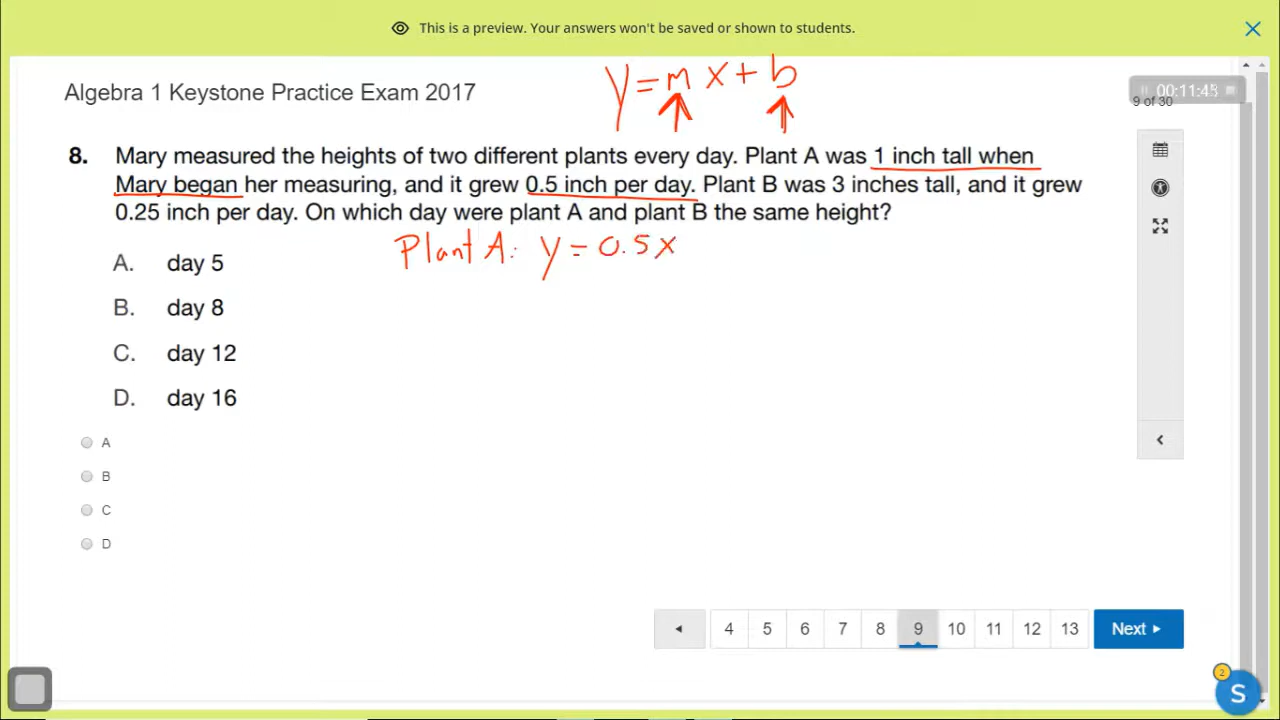 This is a preview. Your answers won't be saved or shown to students.
y = mx + b
Algebra 1 Keystone Practice Exam 2017
00:11:45
9 of 30
8. Mary measured the heights of two different plants every day. Plant A was 1 inch tall when
Mary began her measuring, and it grew 0.5 inch per day. Plant B was 3 inches tall, and it grew
0.25 inch per day. On which day were plant A and plant B the same height?
Plant A: y = 0.5x
A. day 5
B. day 8
C. day 12
D. day 16
A
B
C
D
4 5 6 7 8 9 10 11 12 13 Next
2
S